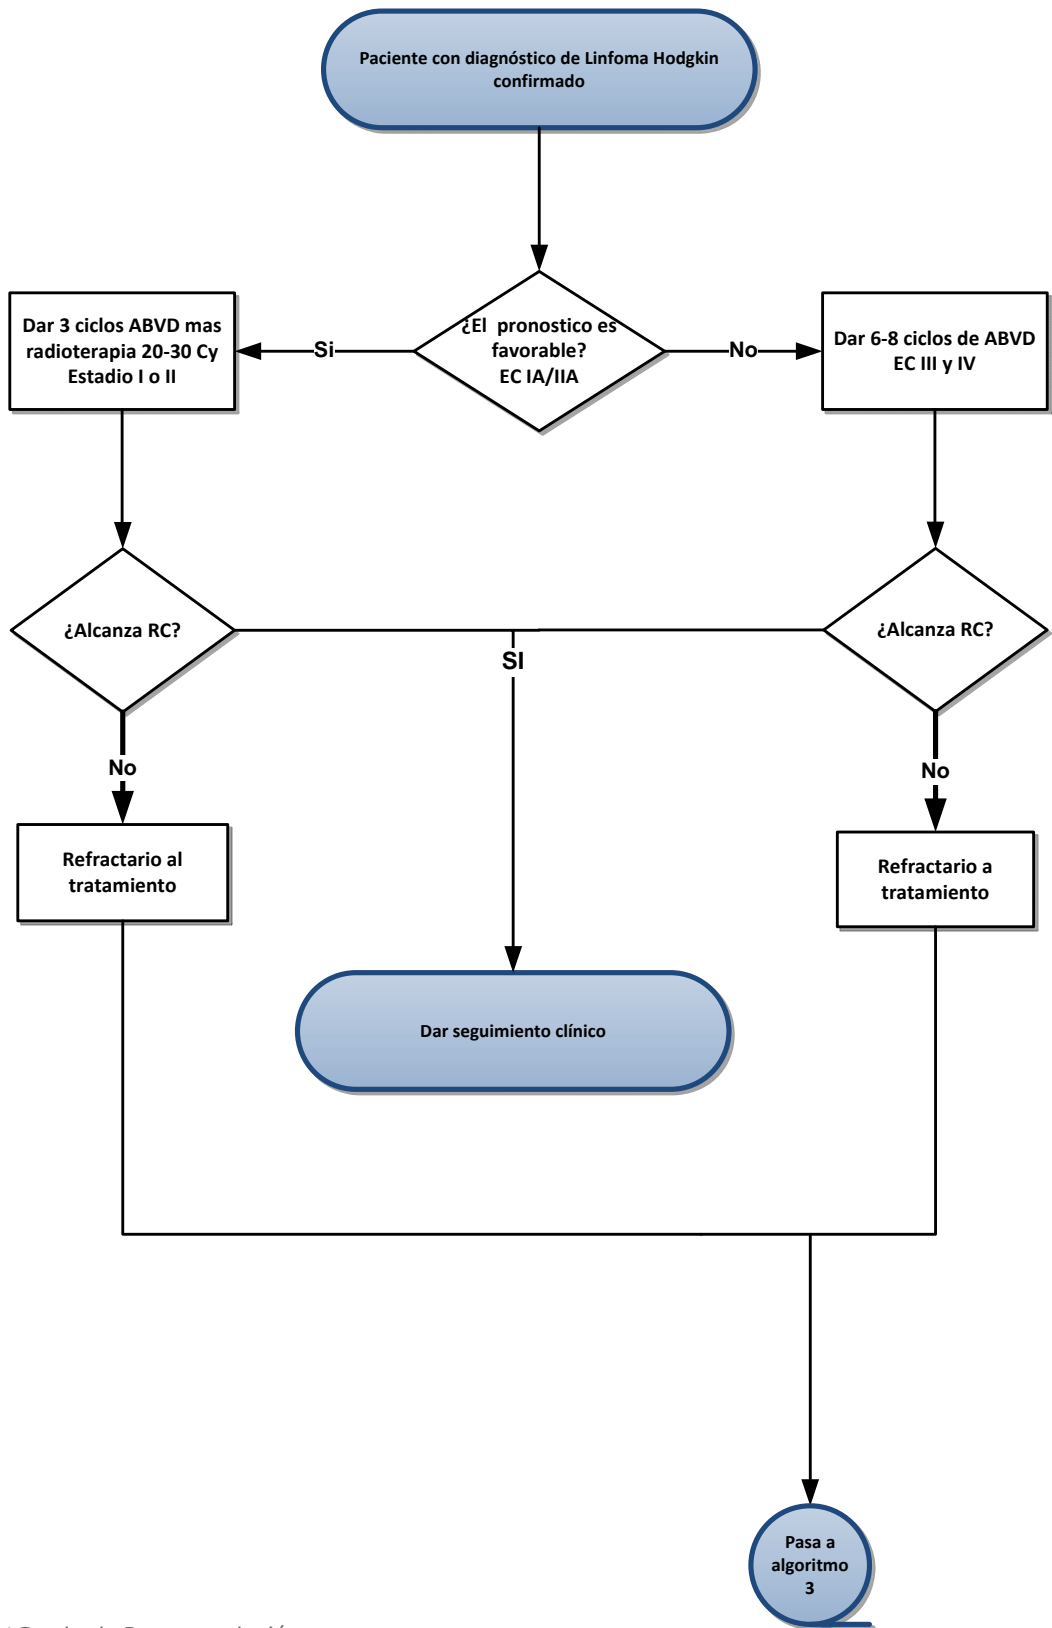 Paciente con diagnóstico de Linfoma Hodgkin
confirmado
¿El pronostico es
favorable?
EC IA/IIA
Si
No
Dar 3 ciclos ABVD mas
radioterapia 20-30 Cy
Estadio I o II
Dar 6-8 ciclos de ABVD
EC III y IV
¿Alcanza RC?
¿Alcanza RC?
SI
No
No
Refractario al
tratamiento
Refractario a
tratamiento
Dar seguimiento clínico
Pasa a
algoritmo
3